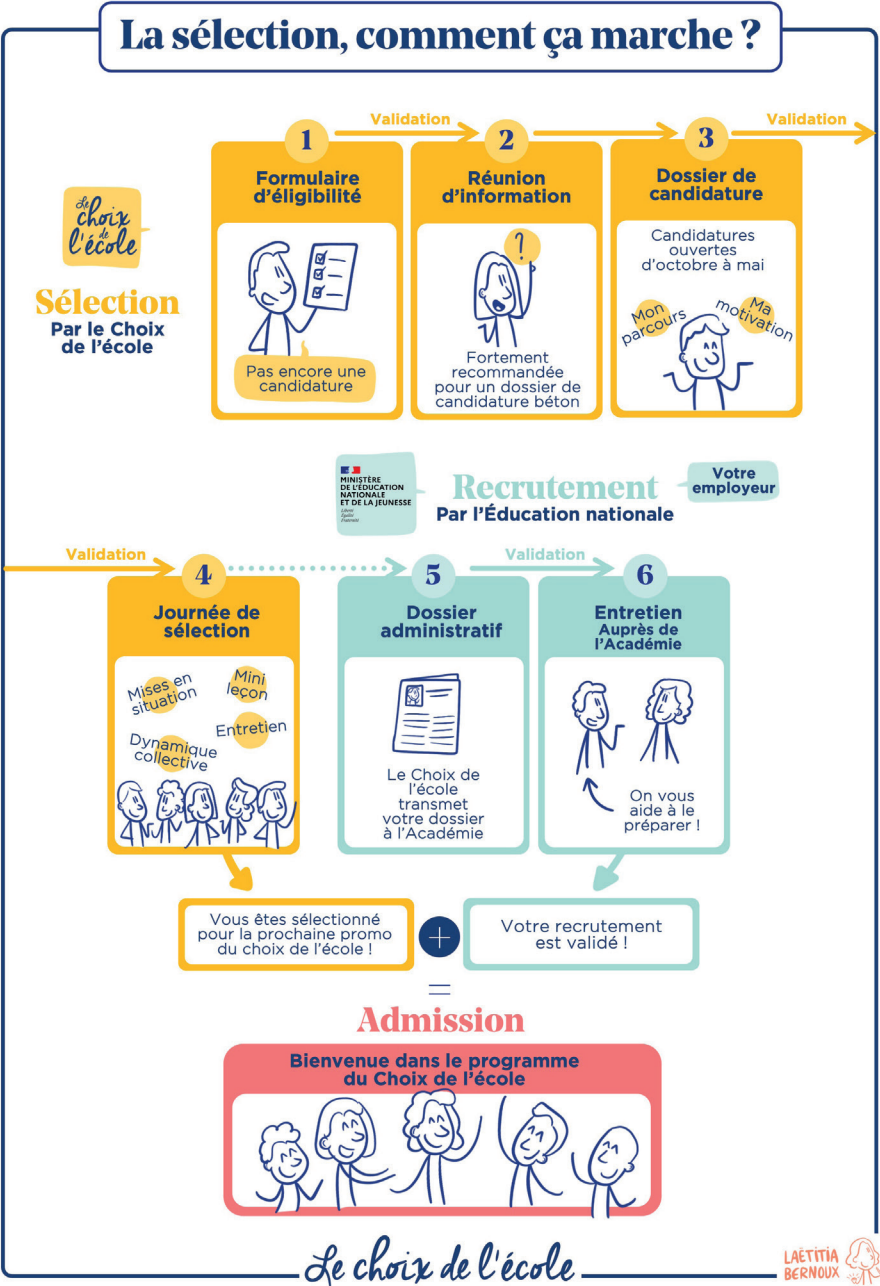 La sélection, comment ça marche ?
Validation
Validation
1
2
3
Formulaire
d'éligibilité
Réunion
d'information
Dossier de
candidature
Le
choix
de
l'école
Sélection
Par le Choix
de l'école
Pas encore une
candidature
?
Fortement
recommandée
pour un dossier de
candidature béton
Candidatures
ouvertes
d'octobre à mai
Mon
parcours
Ma
motivation
MINISTÈRE
DE L'ÉDUCATION
NATIONALE
ET DE LA JEUNESSE
Liberté
Égalité
Fraternité
Recrutement
Par l'Éducation nationale
Votre
employeur
Validation
Validation
4
5
6
Journée de
sélection
Mises en
situation
Mini
leçon
Entretien
Dynamique
collective
Dossier
administratif
Le Choix de
l'école
transmet
votre dossier
à l'Académie
Entretien
Auprès de
l'Académie
On vous
aide à le
préparer !
Vous êtes sélectionné
pour la prochaine promo
du choix de l'école !
+
Votre recrutement
est validé !
=
Admission
Bienvenue dans le programme
du Choix de l'école
Le choix de l'école
LAËTITIA
BERNOUX